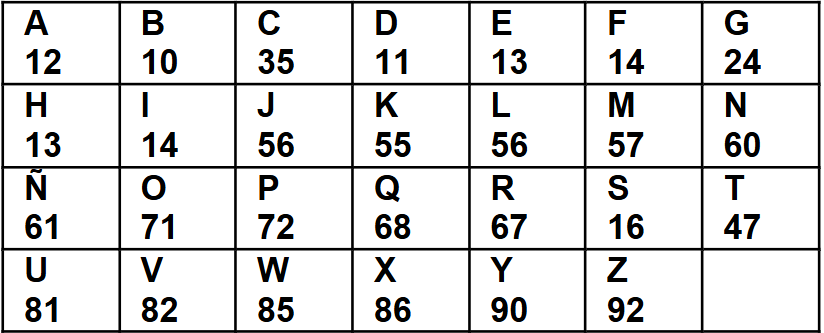 A B C D E F G
12 10 35 11 13 14 24
H I J K L M N
13 14 56 55 56 57 60
Ñ O P Q R S T
61 71 72 68 67 16 47
U V W X Y Z
81 82 85 86 90 92